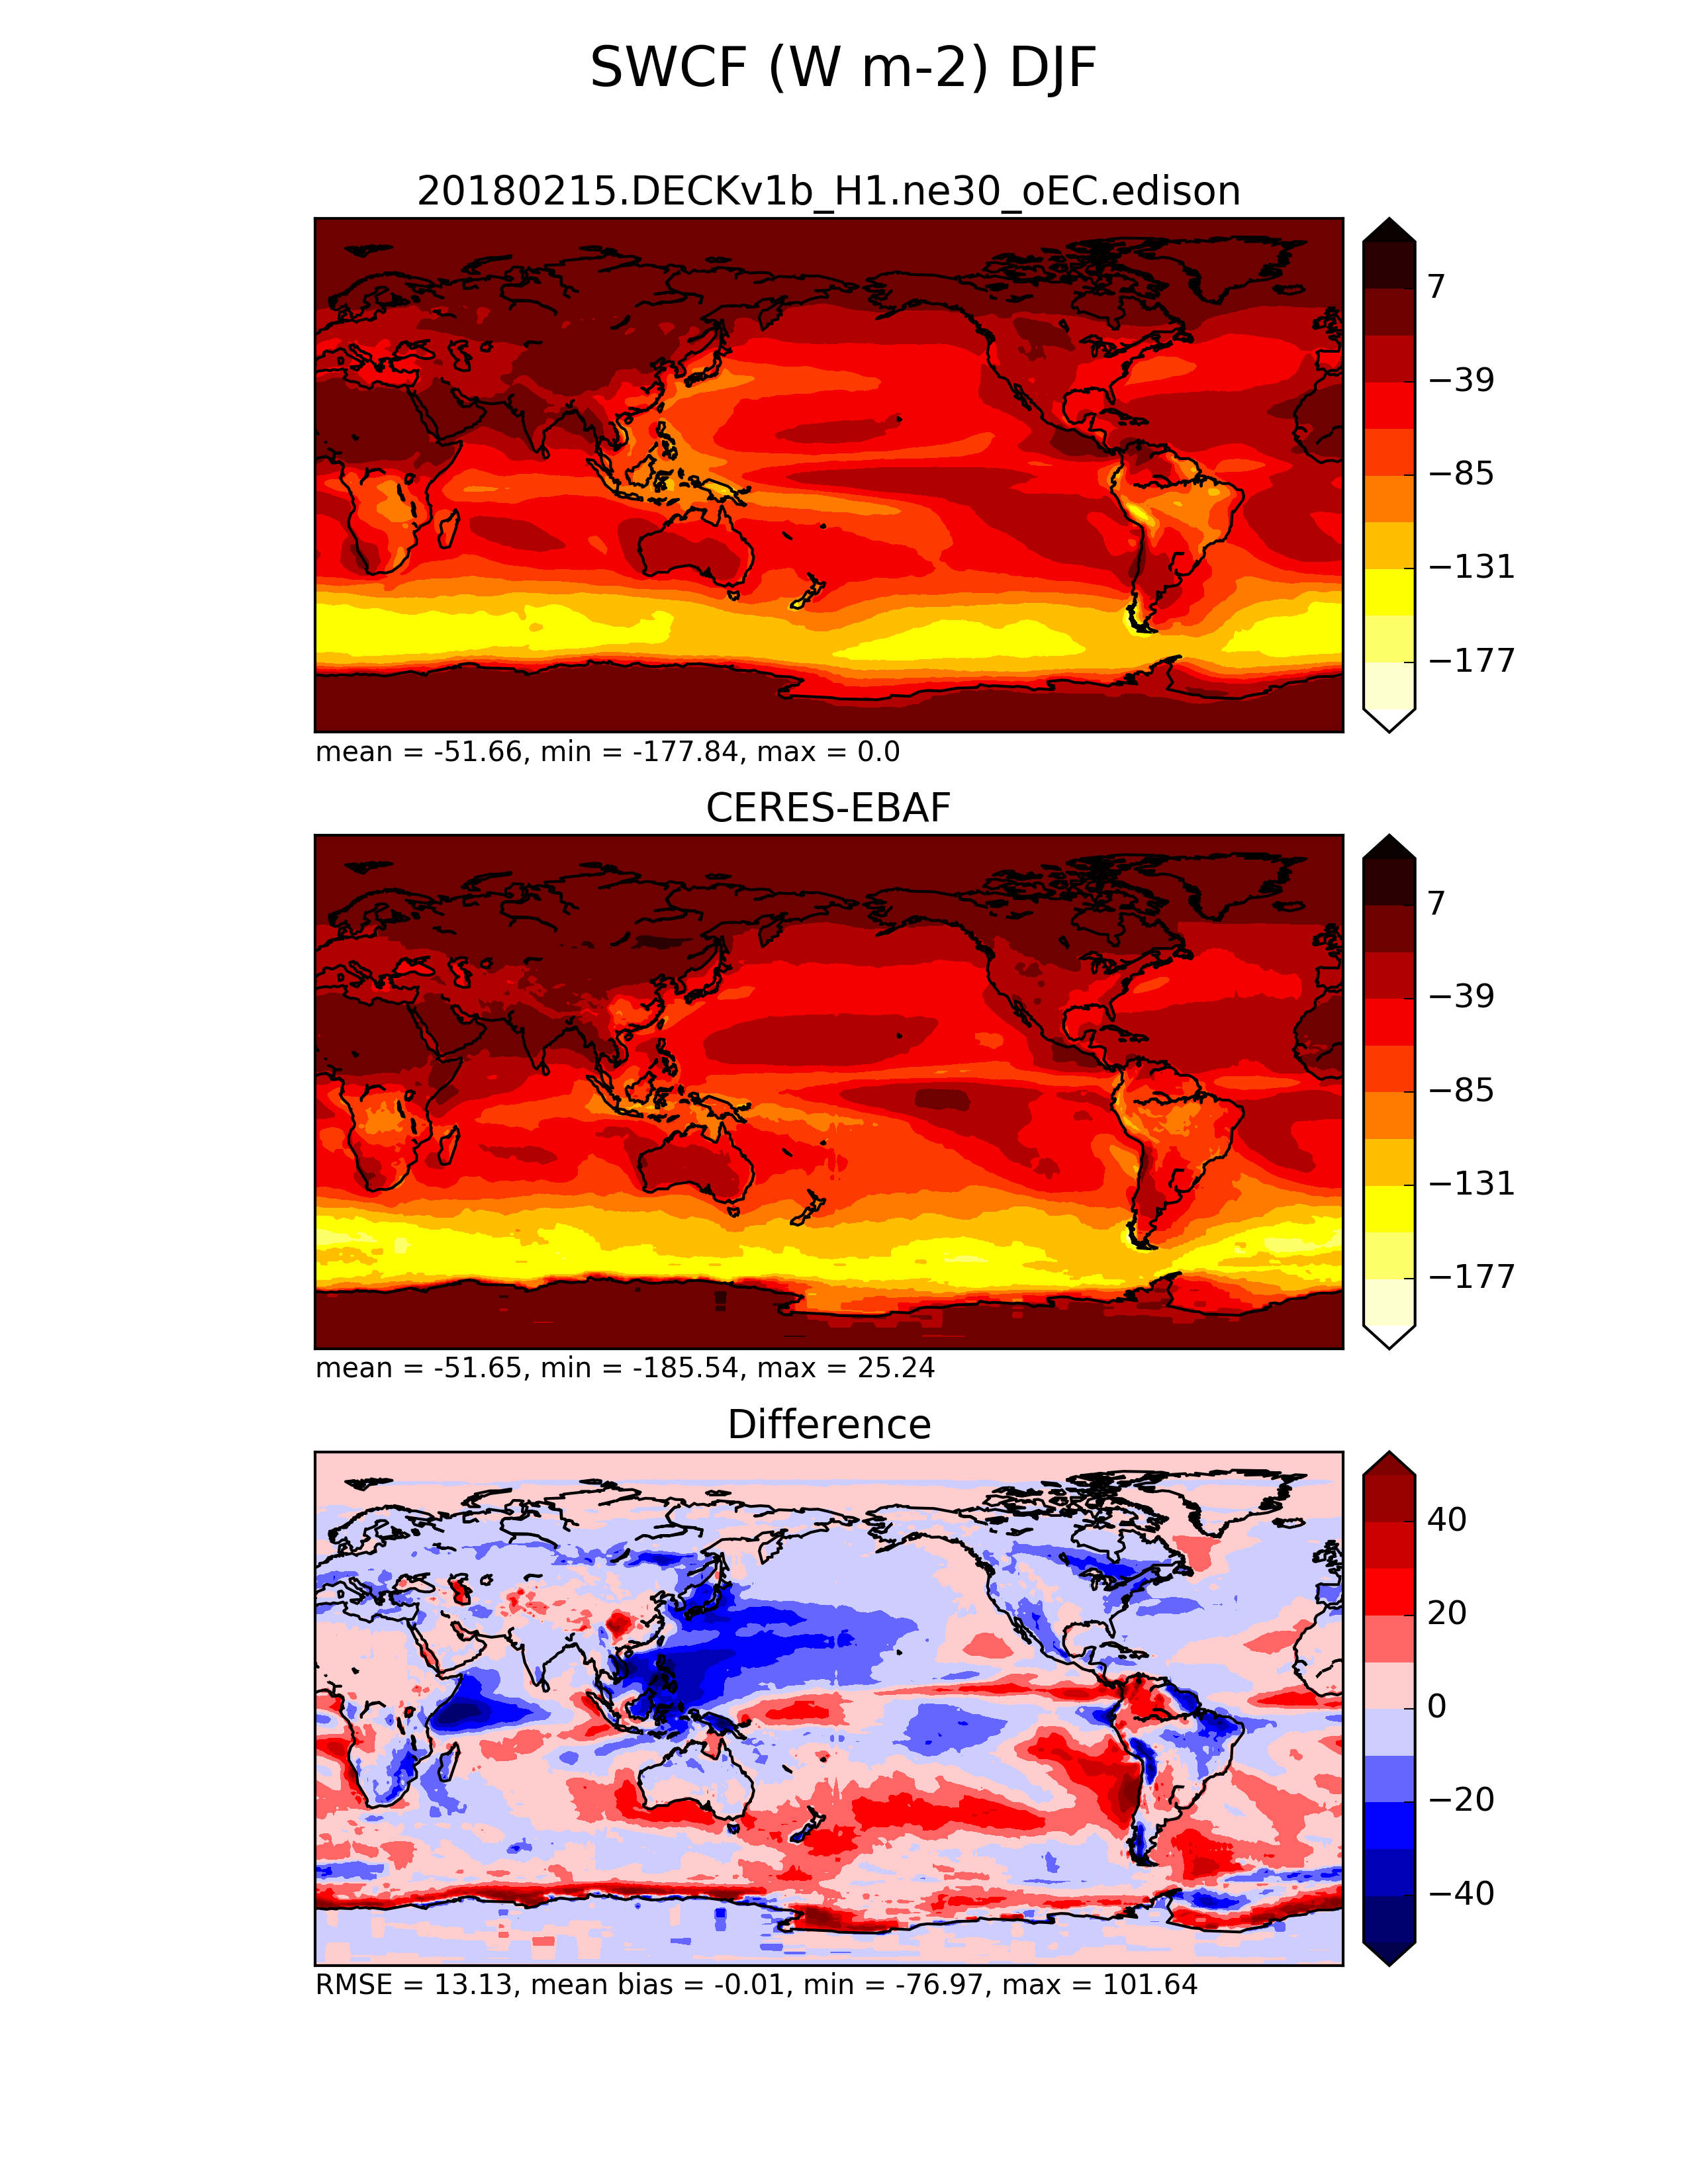 SWCF (W m-2) DJF
20180215.DECKv1b_H1.ne30_oEC.edison
7
−39
−85
−131
−177
mean = -51.66, min = -177.84, max = 0.0
CERES-EBAF
7
−39
−85
−131
−177
mean = -51.65, min = -185.54, max = 25.24
Difference
40
20
0
−20
−40
RMSE = 13.13, mean bias = -0.01, min = -76.97, max = 101.64